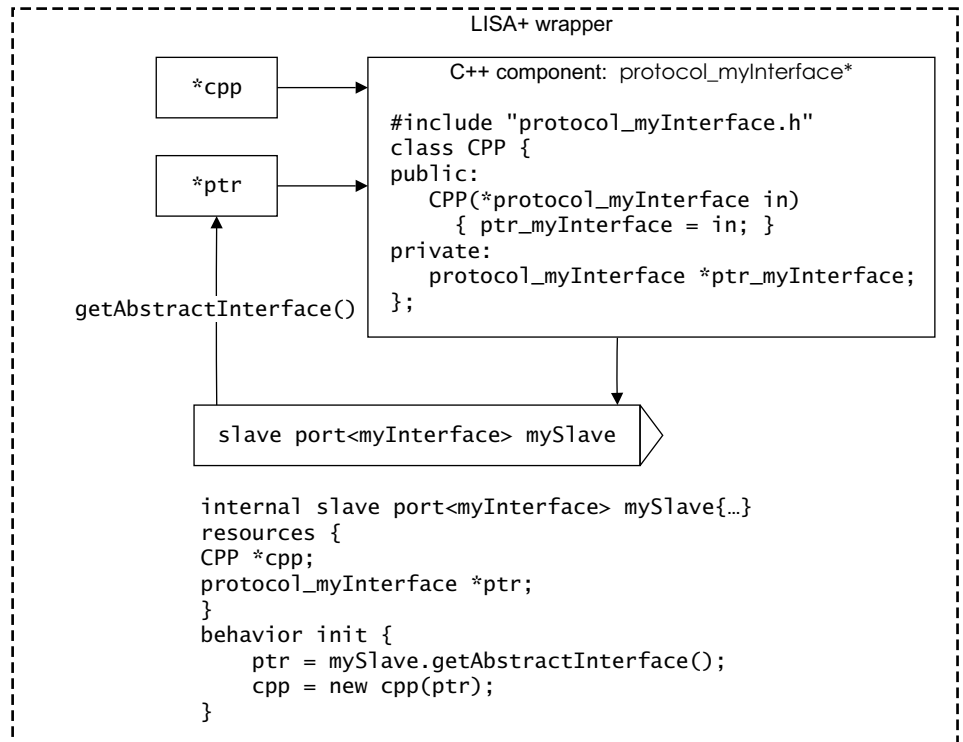 LISA+ wrapper
*cpp
C++ component: protocol_myInterface*
#include "protocol_myInterface.h"
class CPP {
public:
   CPP(*protocol_myInterface in)
     { ptr_myInterface = in; }
private:
   protocol_myInterface *ptr_myInterface;
};
*ptr
getAbstractInterface()
slave port<myInterface> mySlave
internal slave port<myInterface> mySlave{…}
resources {
CPP *cpp;
protocol_myInterface *ptr;
}
behavior init {
    ptr = mySlave.getAbstractInterface();
    cpp = new cpp(ptr);
}